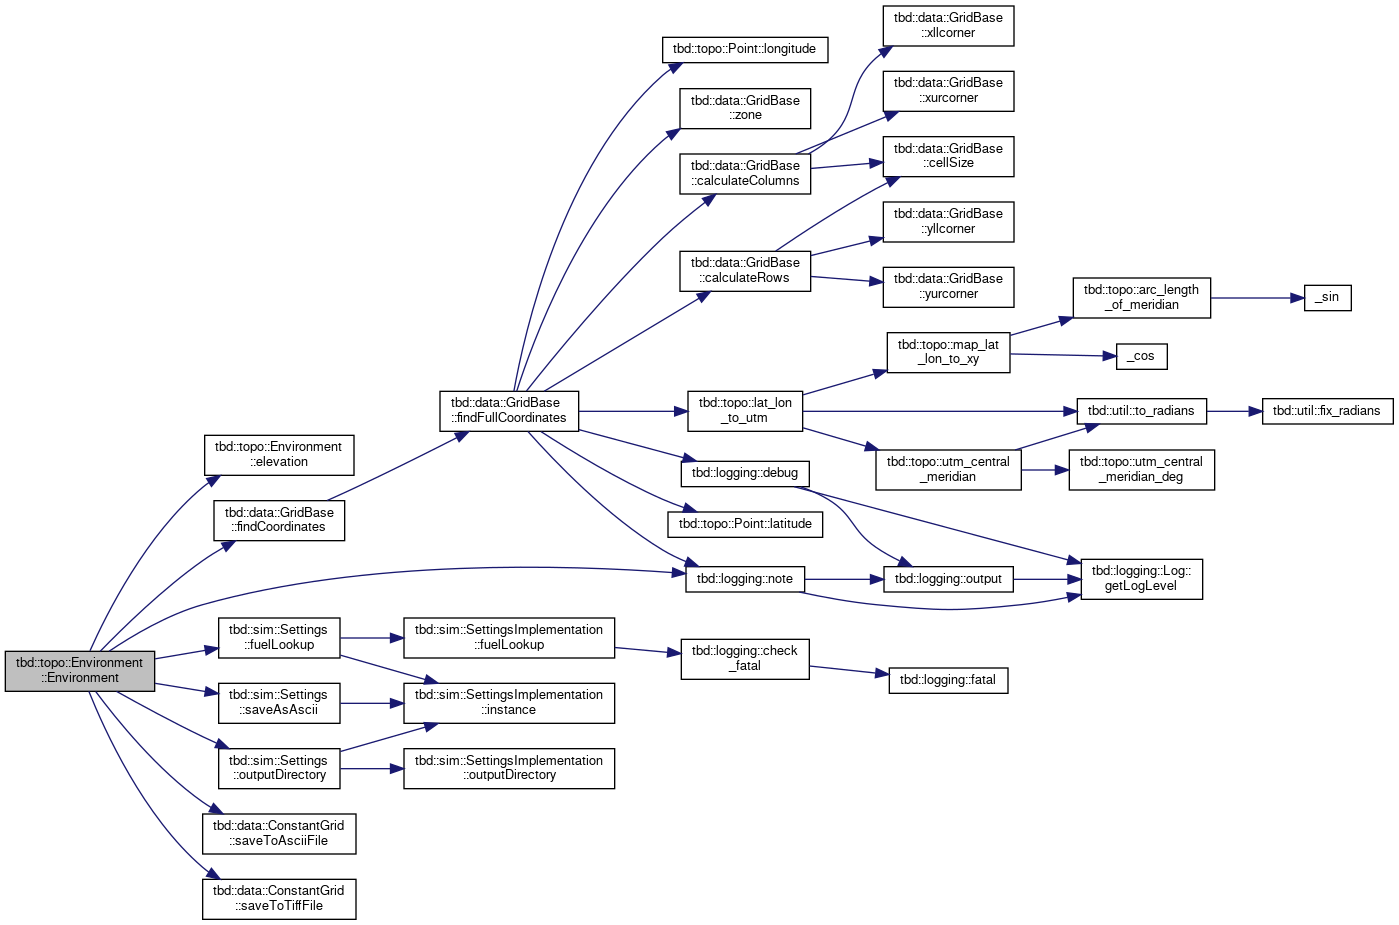 tbd::data::GridBase
::xllcorner
tbd::topo::Point::longitude
tbd::data::GridBase
::xurcorner
tbd::data::GridBase
::zone
tbd::data::GridBase
::cellSize
tbd::data::GridBase
::calculateColumns
tbd::data::GridBase
::yllcorner
tbd::data::GridBase
::calculateRows
tbd::data::GridBase
::yurcorner
tbd::topo::arc_length
_of_meridian
_sin
tbd::topo::map_lat
_lon_to_xy
_cos
tbd::data::GridBase
::findFullCoordinates
tbd::topo::lat_lon
_to_utm
tbd::util::to_radians
tbd::util::fix_radians
tbd::topo::Environment
::elevation
tbd::logging::debug
tbd::topo::utm_central
_meridian
tbd::topo::utm_central
_meridian_deg
tbd::data::GridBase
::findCoordinates
tbd::topo::Point::latitude
tbd::logging::note
tbd::logging::output
tbd::logging::Log::
getLogLevel
tbd::sim::Settings
::fuelLookup
tbd::sim::SettingsImplementation
::fuelLookup
tbd::logging::check
_fatal
tbd::logging::fatal
tbd::topo::Environment
::Environment
tbd::sim::Settings
::saveAsAscii
tbd::sim::SettingsImplementation
::instance
tbd::sim::Settings
::outputDirectory
tbd::sim::SettingsImplementation
::outputDirectory
tbd::data::ConstantGrid
::saveToAsciiFile
tbd::data::ConstantGrid
::saveToTiffFile